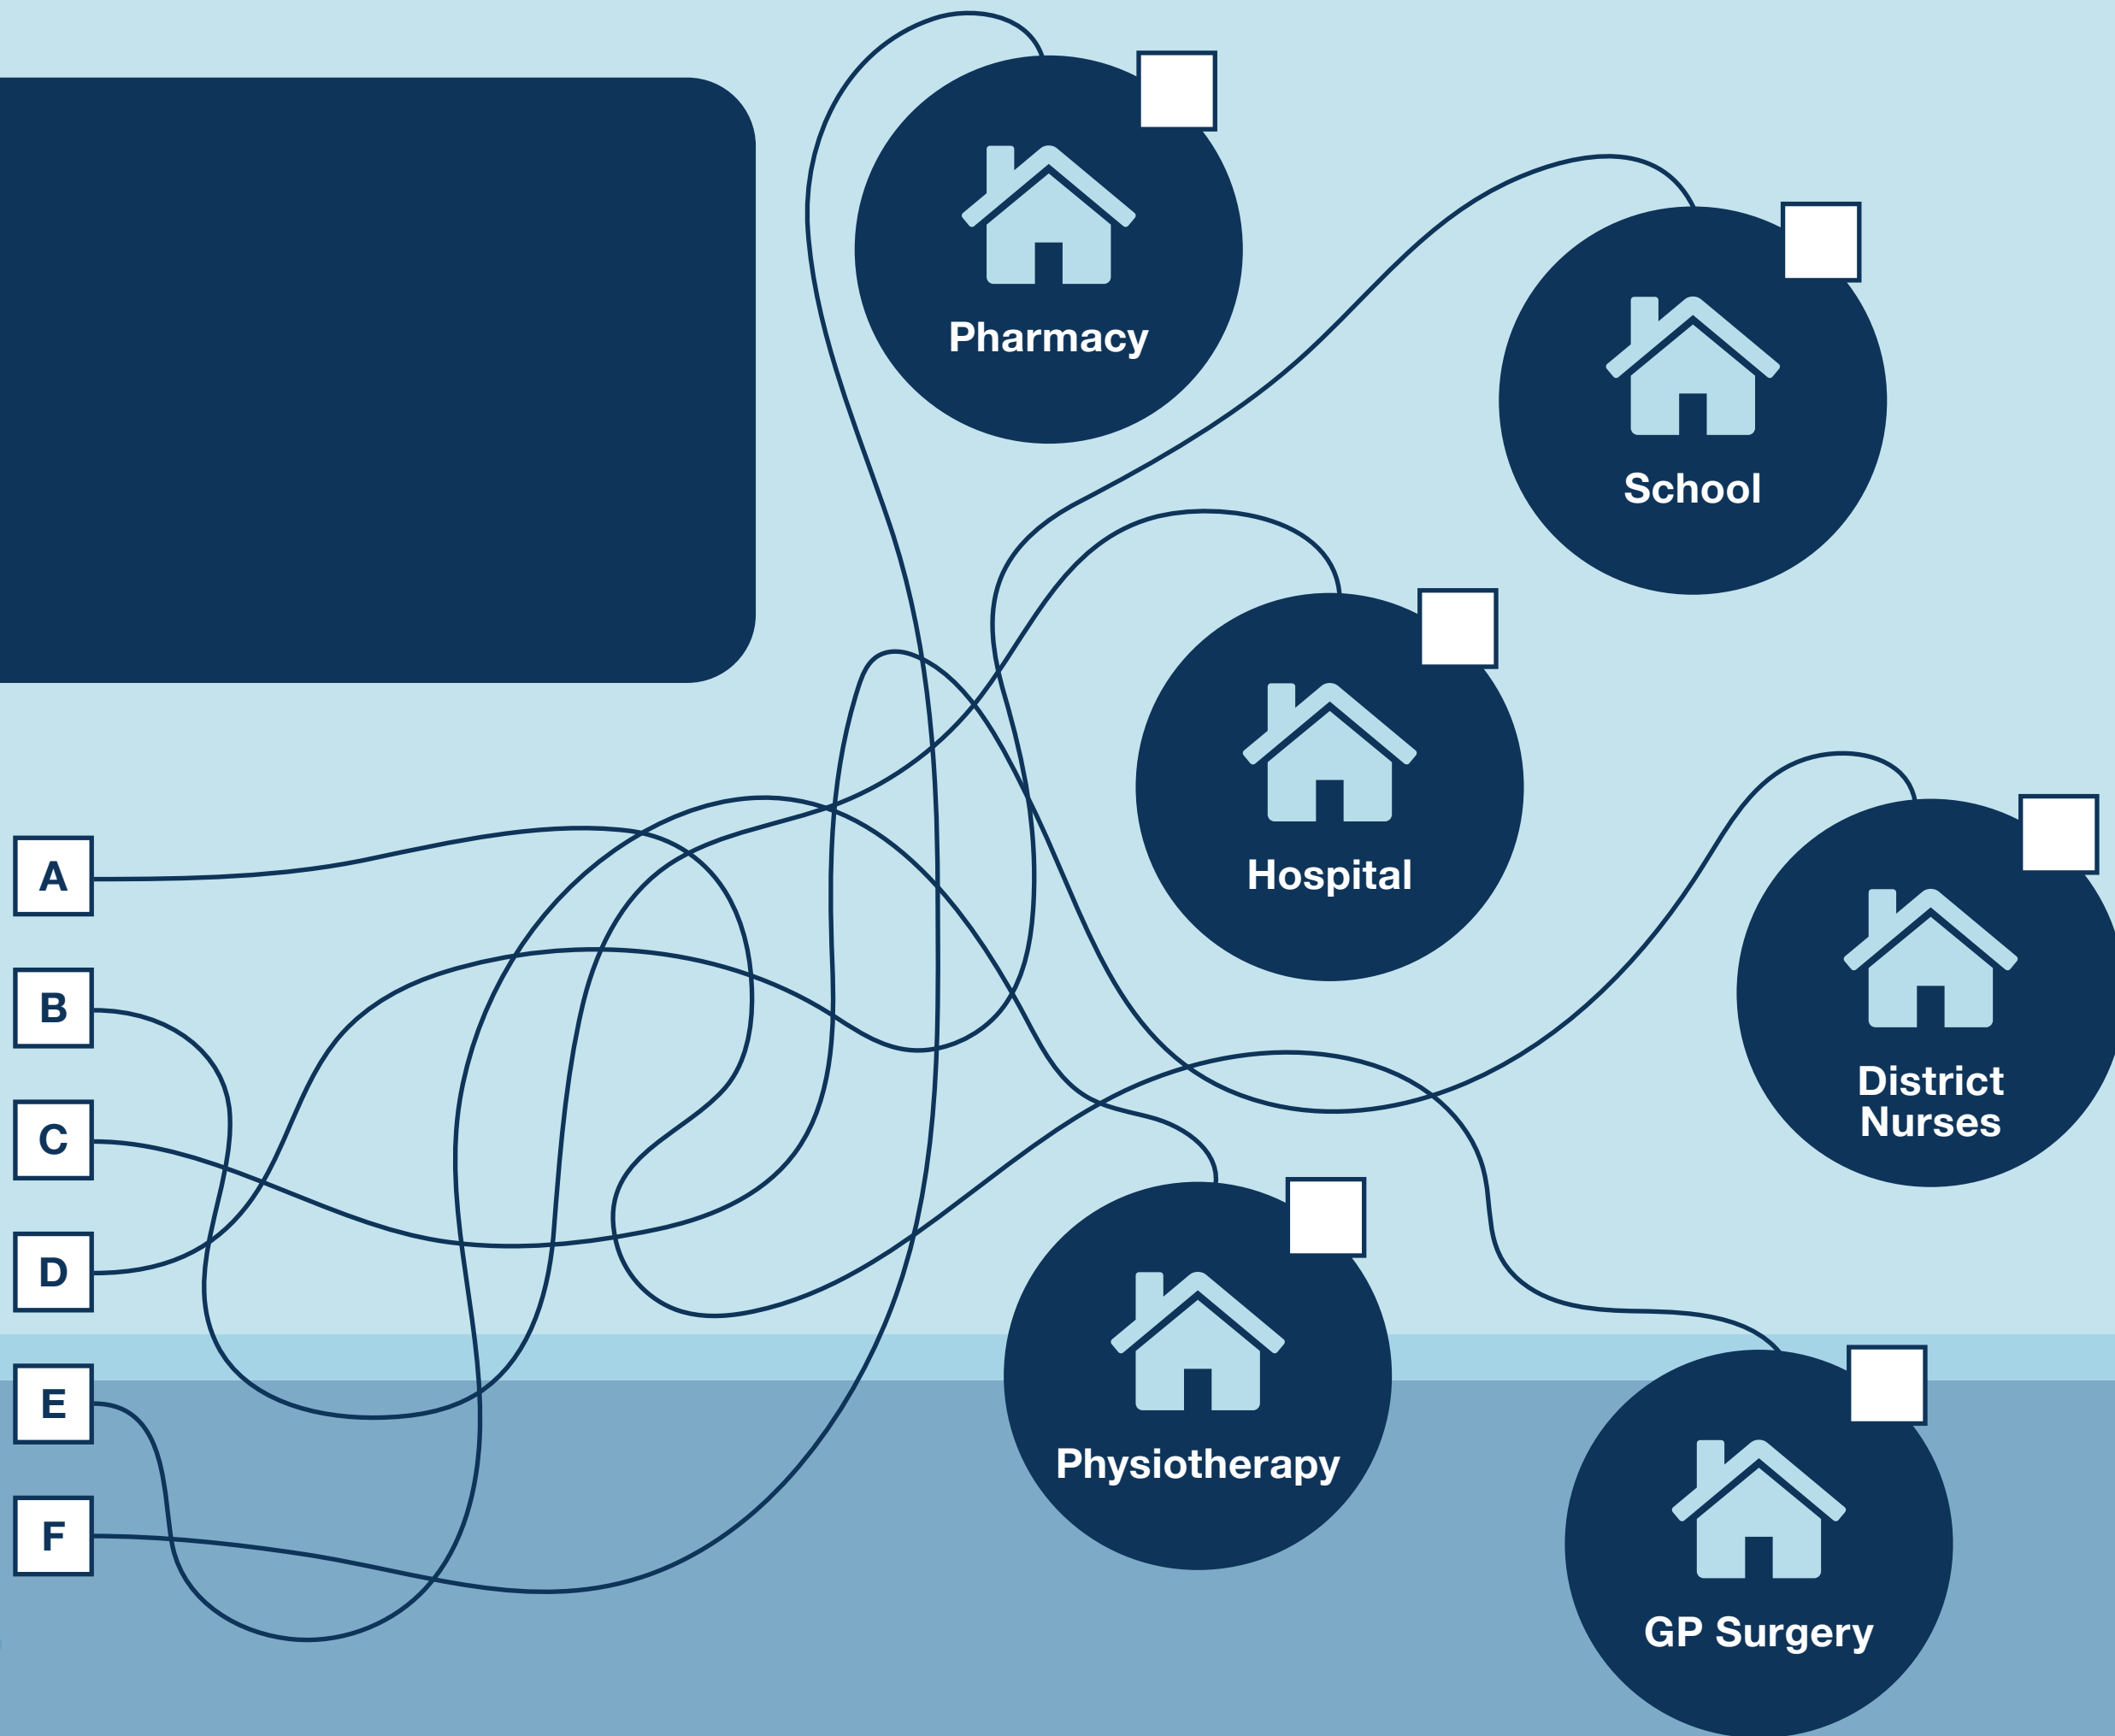 Pharmacy
School
Hospital
District
Nurses
Physiotherapy
GP Surgery
A
B
C
D
E
F